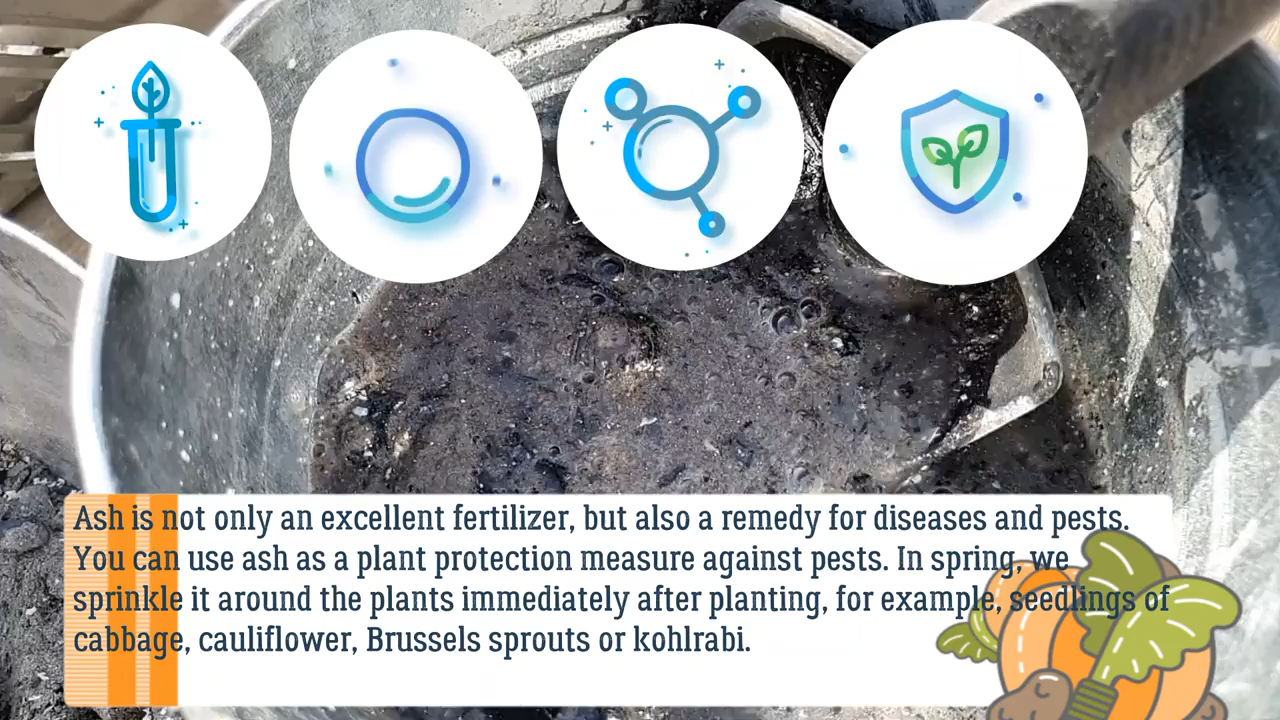 Ash is not only an excellent fertilizer, but also a remedy for diseases and pests.
You can use ash as a plant protection measure against pests. In spring, we
sprinkle it around the plants immediately after planting, for example, seedlings of
cabbage, cauliflower, Brussels sprouts or kohlrabi.